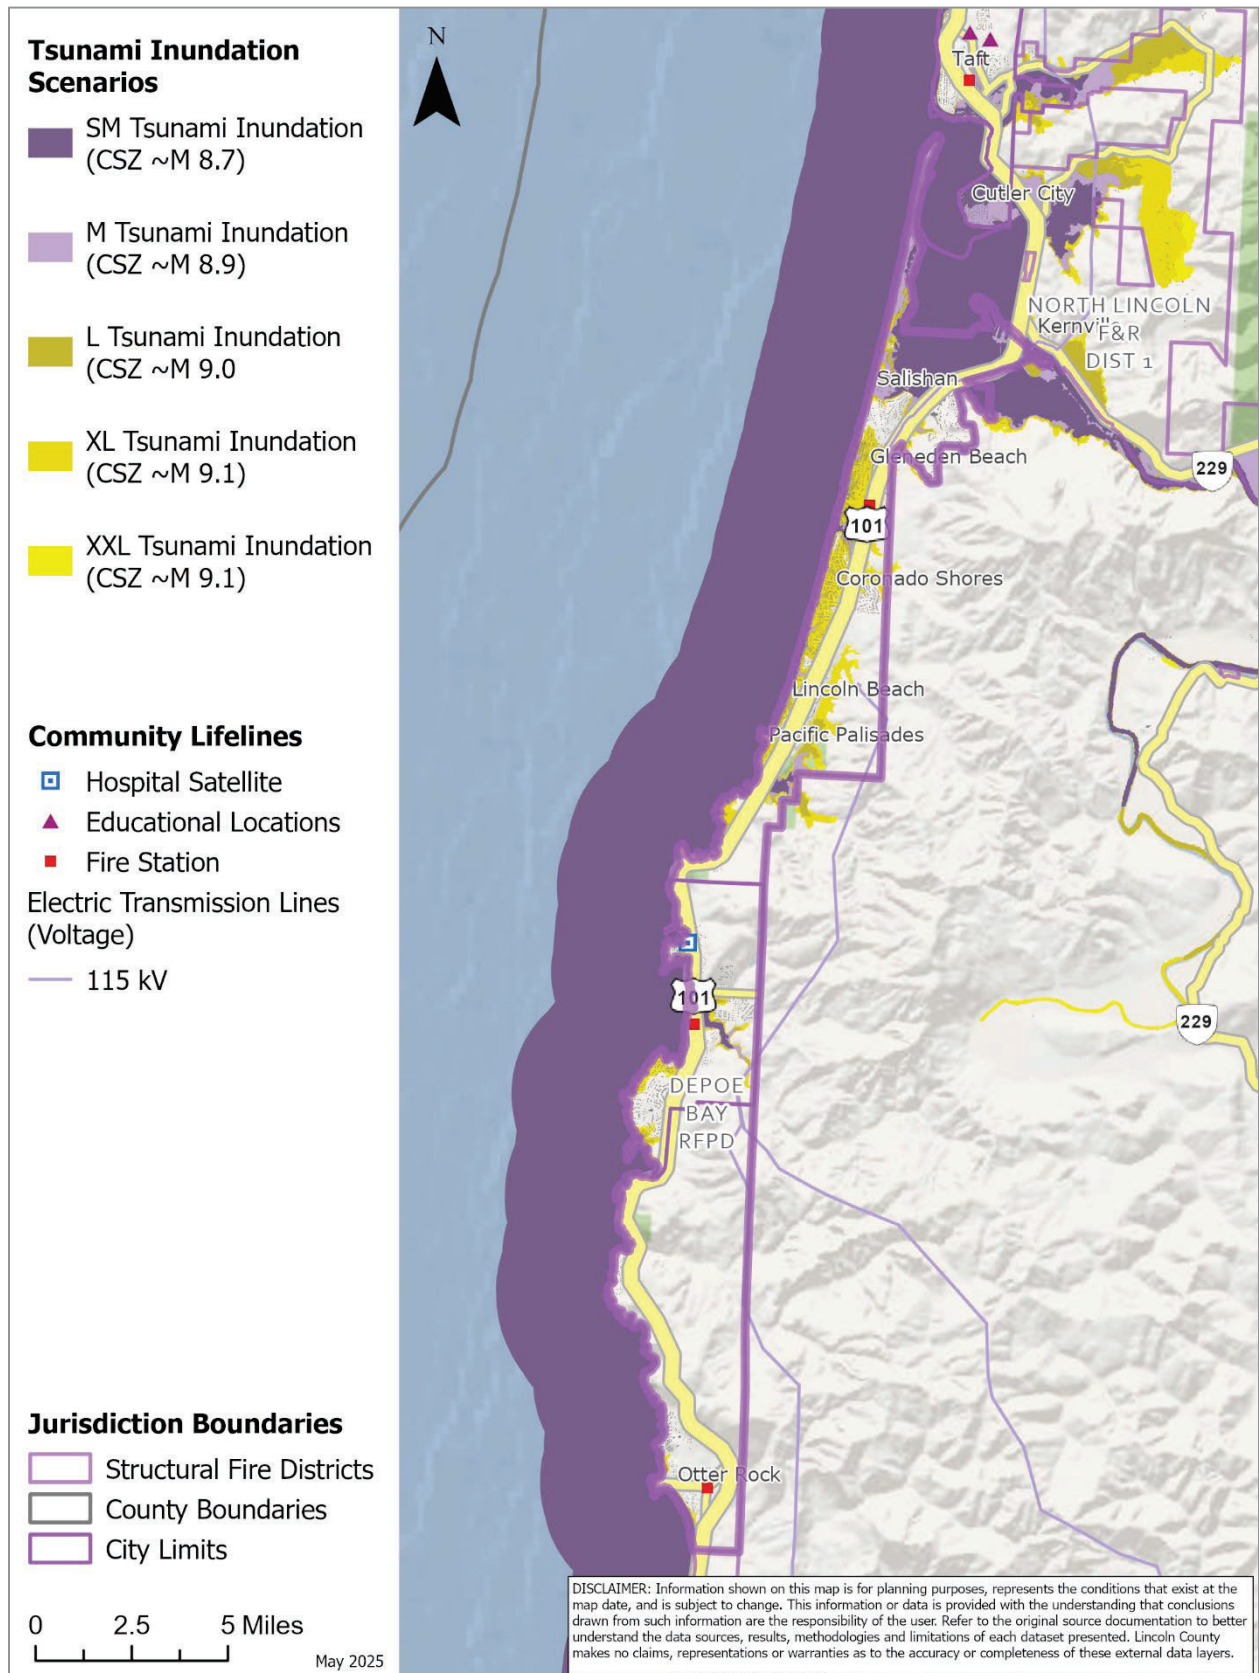 Tsunami Inundation
Scenarios
SM Tsunami Inundation
(CSZ ~M 8.7)
M Tsunami Inundation
(CSZ ~M 8.9)
L Tsunami Inundation
(CSZ ~M 9.0
XL Tsunami Inundation
(CSZ ~M 9.1)
XXL Tsunami Inundation
(CSZ ~M 9.1)
Community Lifelines
Hospital Satellite
Educational Locations
Fire Station
Electric Transmission Lines
(Voltage)
115 kV
Jurisdiction Boundaries
Structural Fire Districts
County Boundaries
City Limits
0 2.5 5 Miles
May 2025
N
Taft
Cutler City
NORTH LINCOLN
F&R
DIST 1
Salishan
Gleneden Beach
229
101
Coronado Shores
Lincoln Beach
Pacific Palisades
101
229
DEPOE
BAY
RFPD
Otter Rock
DISCLAIMER: Information shown on this map is for planning purposes, represents the conditions that exist at the
map date, and is subject to change. This information or data is provided with the understanding that conclusions
drawn from such information are the responsibility of the user. Refer to the original source documentation to better
understand the data sources, results, methodologies and limitations of each dataset presented. Lincoln County
makes no claims, representations or warranties as to the accuracy or completeness of these external data layers.